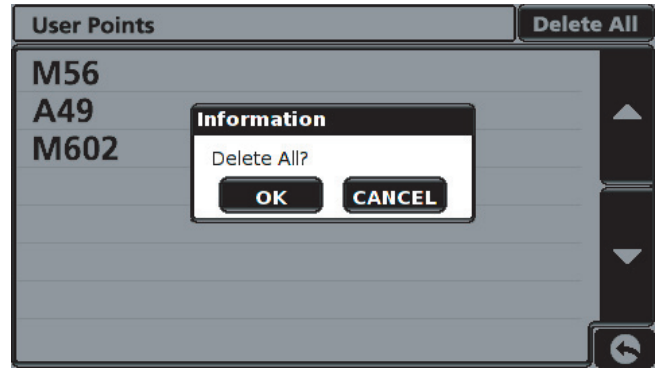 User Points
Delete All
M56
A49
M602
Information
Delete All?
OK
CANCEL